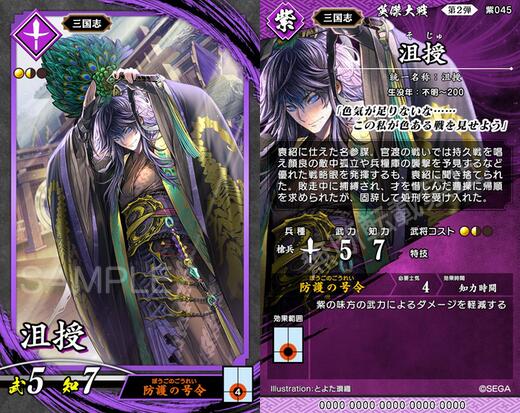 三国志
SAMPLE
沮授
武5 知7
ぼうごのごうれい
防護の号令
4
紫
三国志
英傑大戦
第2弾
紫045
そ じゅ
沮授
統一名称：沮授
生没年：不明～200
「色気が足りないな……
この私が色ある戦を見せよう」
袁紹に仕えた名参謀。官渡の戦いでは持久戦を唱
え顔良の敵中孤立や兵糧庫の襲撃を予見するなど
優れた戦略眼を発揮するも、袁紹に聞き捨てられ
た。敗走中に捕縛され、才を惜しんだ曹操に帰順
を求められたが、固辞して処刑を受け入れた。
兵種 武力 知力 武将コスト
槍兵 5 7
特技
ぼうごのごうれい 必要士気 効果時間
防護の号令 4 知力時間
紫の味方の武力によるダメージを軽減する
効果範囲
Illustration:とよた瑣織
©SEGA
0000 0000 0000 0000 0000